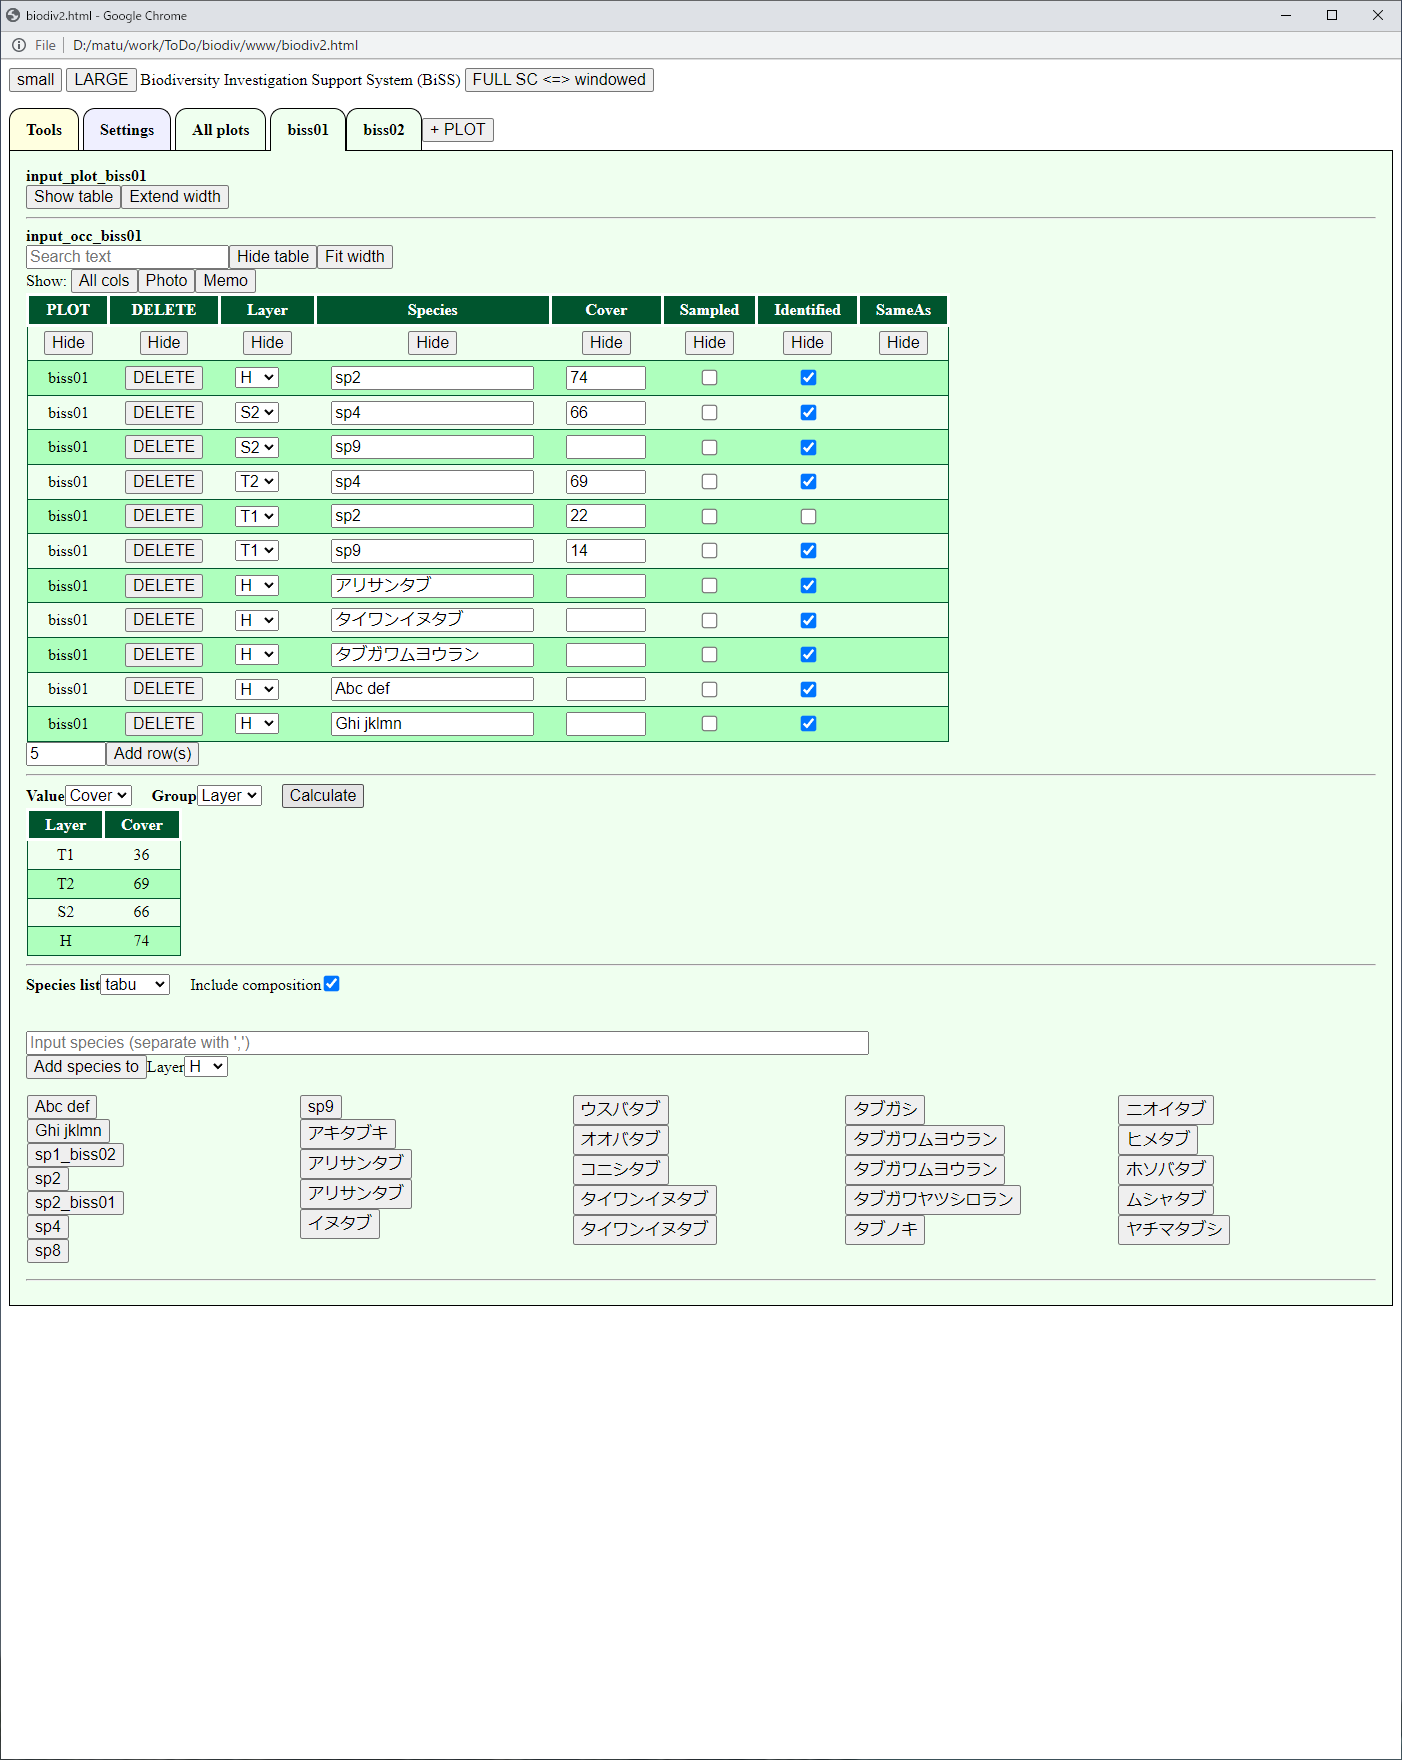 biodiv2.html - Google Chrome
File D:/matu/work/ToDo/biodiv/www/biodiv2.html
small LARGE Biodiversity Investigation Support System (BiSS) FULL SC <=> windowed
Tools Settings All plots biss01 biss02 + PLOT
input_plot_biss01
Show table Extend width
input_occ_biss01
Search text Hide table Fit width
Show: All cols Photo Memo
PLOT DELETE Layer Species Cover Sampled Identified SameAs
Hide Hide Hide Hide Hide Hide Hide Hide
biss01 DELETE H sp2 74
biss01 DELETE S2 sp4 66
biss01 DELETE S2 sp9
biss01 DELETE T2 sp4 69
biss01 DELETE T1 sp2 22
biss01 DELETE T1 sp9 14
biss01 DELETE H アリサンタブ
biss01 DELETE H タイワンイヌタブ
biss01 DELETE H タブガワムヨウラン
biss01 DELETE H Abc def
biss01 DELETE H Ghi jklmn
5 Add row(s)
Value Cover Group Layer Calculate
Layer Cover
T1 36
T2 69
S2 66
H 74
Species list tabu Include composition
Input species (separate with ',')
Add species to Layer H
Abc def
Ghi jklmn
sp1_biss02
sp2
sp2_biss01
sp4
sp8
sp9
アキタブキ
アリサンタブ
アリサンタブ
イヌタブ
ウスバタブ
オオバタブ
コニシタブ
タイワンイヌタブ
タイワンイヌタブ
タブガシ
タブガワムヨウラン
タブガワムヨウラン
タブガワヤツシロラン
タブノキ
ニオイタブ
ヒメタブ
ホソバタブ
ムシャタブ
ヤチマタブシ